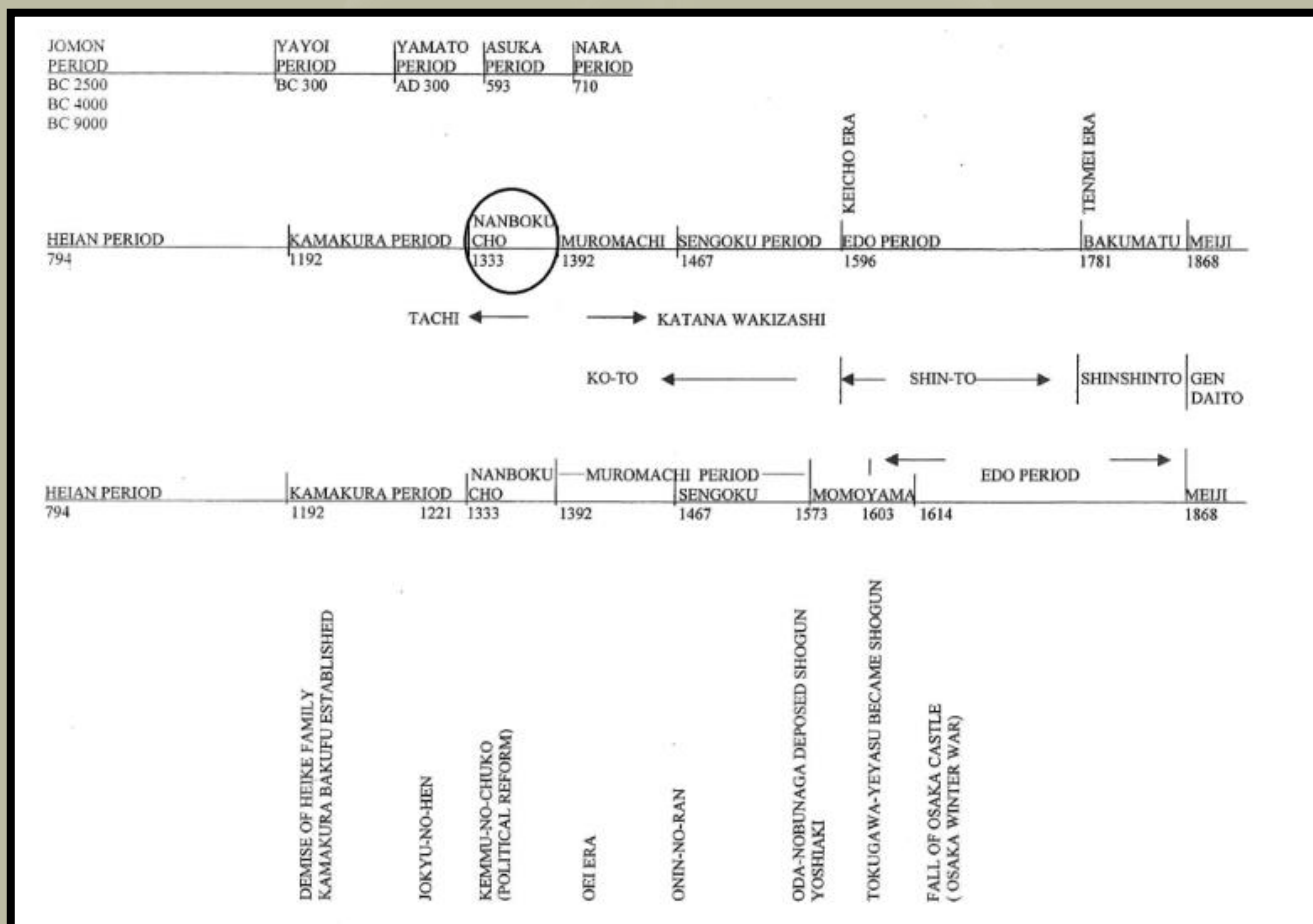 JOMON PERIOD YAYOI PERIOD YAMATO PERIOD ASUKA PERIOD NARA PERIOD
BC 2500 BC 300 AD 300 593 710
BC 4000
BC 9000
KEICHO ERA TENMEI ERA
HEIAN PERIOD KAMAKURA PERIOD NANBOKU CHO MUROMACHI SENGOKU PERIOD EDO PERIOD BAKUMATU MEIJI
794 1192 1333 1392 1467 1596 1781 1868
TACHI KATANA WAKIZASHI
KO-TO SHIN-TO SHINSHINTO GEN DAITO
NANBOKU MUROMACHI PERIOD EDO PERIOD
HEIAN PERIOD KAMAKURA PERIOD CHO SENGOKU MOMOYAMA MEIJI
794 1192 1221 1333 1392 1467 1573 1603 1614 1868
DEMISE OF HEIKE FAMILY
KAMAKURA BAKUFU ESTABLISHED
JOKYU-NO-HEN
KEMMU-NO-CHUKO
(POLITICAL REFORM)
OEI ERA
ONIN-NO-RAN
ODA-NOBUNAGA DEPOSED SHOGUN
YOSHIAKI
TOKUGAWA-YEYASU BECAME SHOGUN
FALL OF OSAKA CASTLE
( OSAKA WINTER WAR)